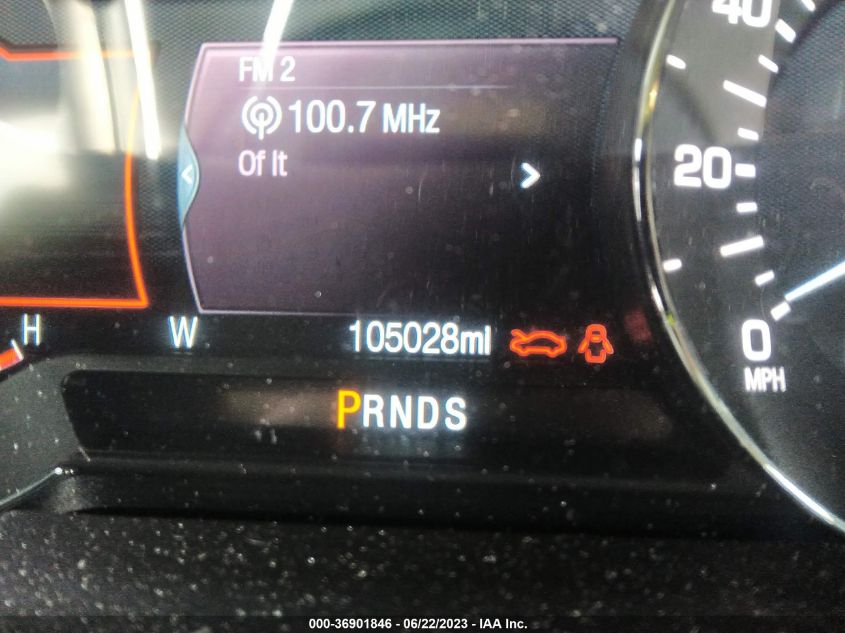 FM 2
100.7 MHz
Of It
40
20
0
MPH
H
W
105028mI
PRNDS
000-36901846 - 06/22/2023 - IAA Inc.